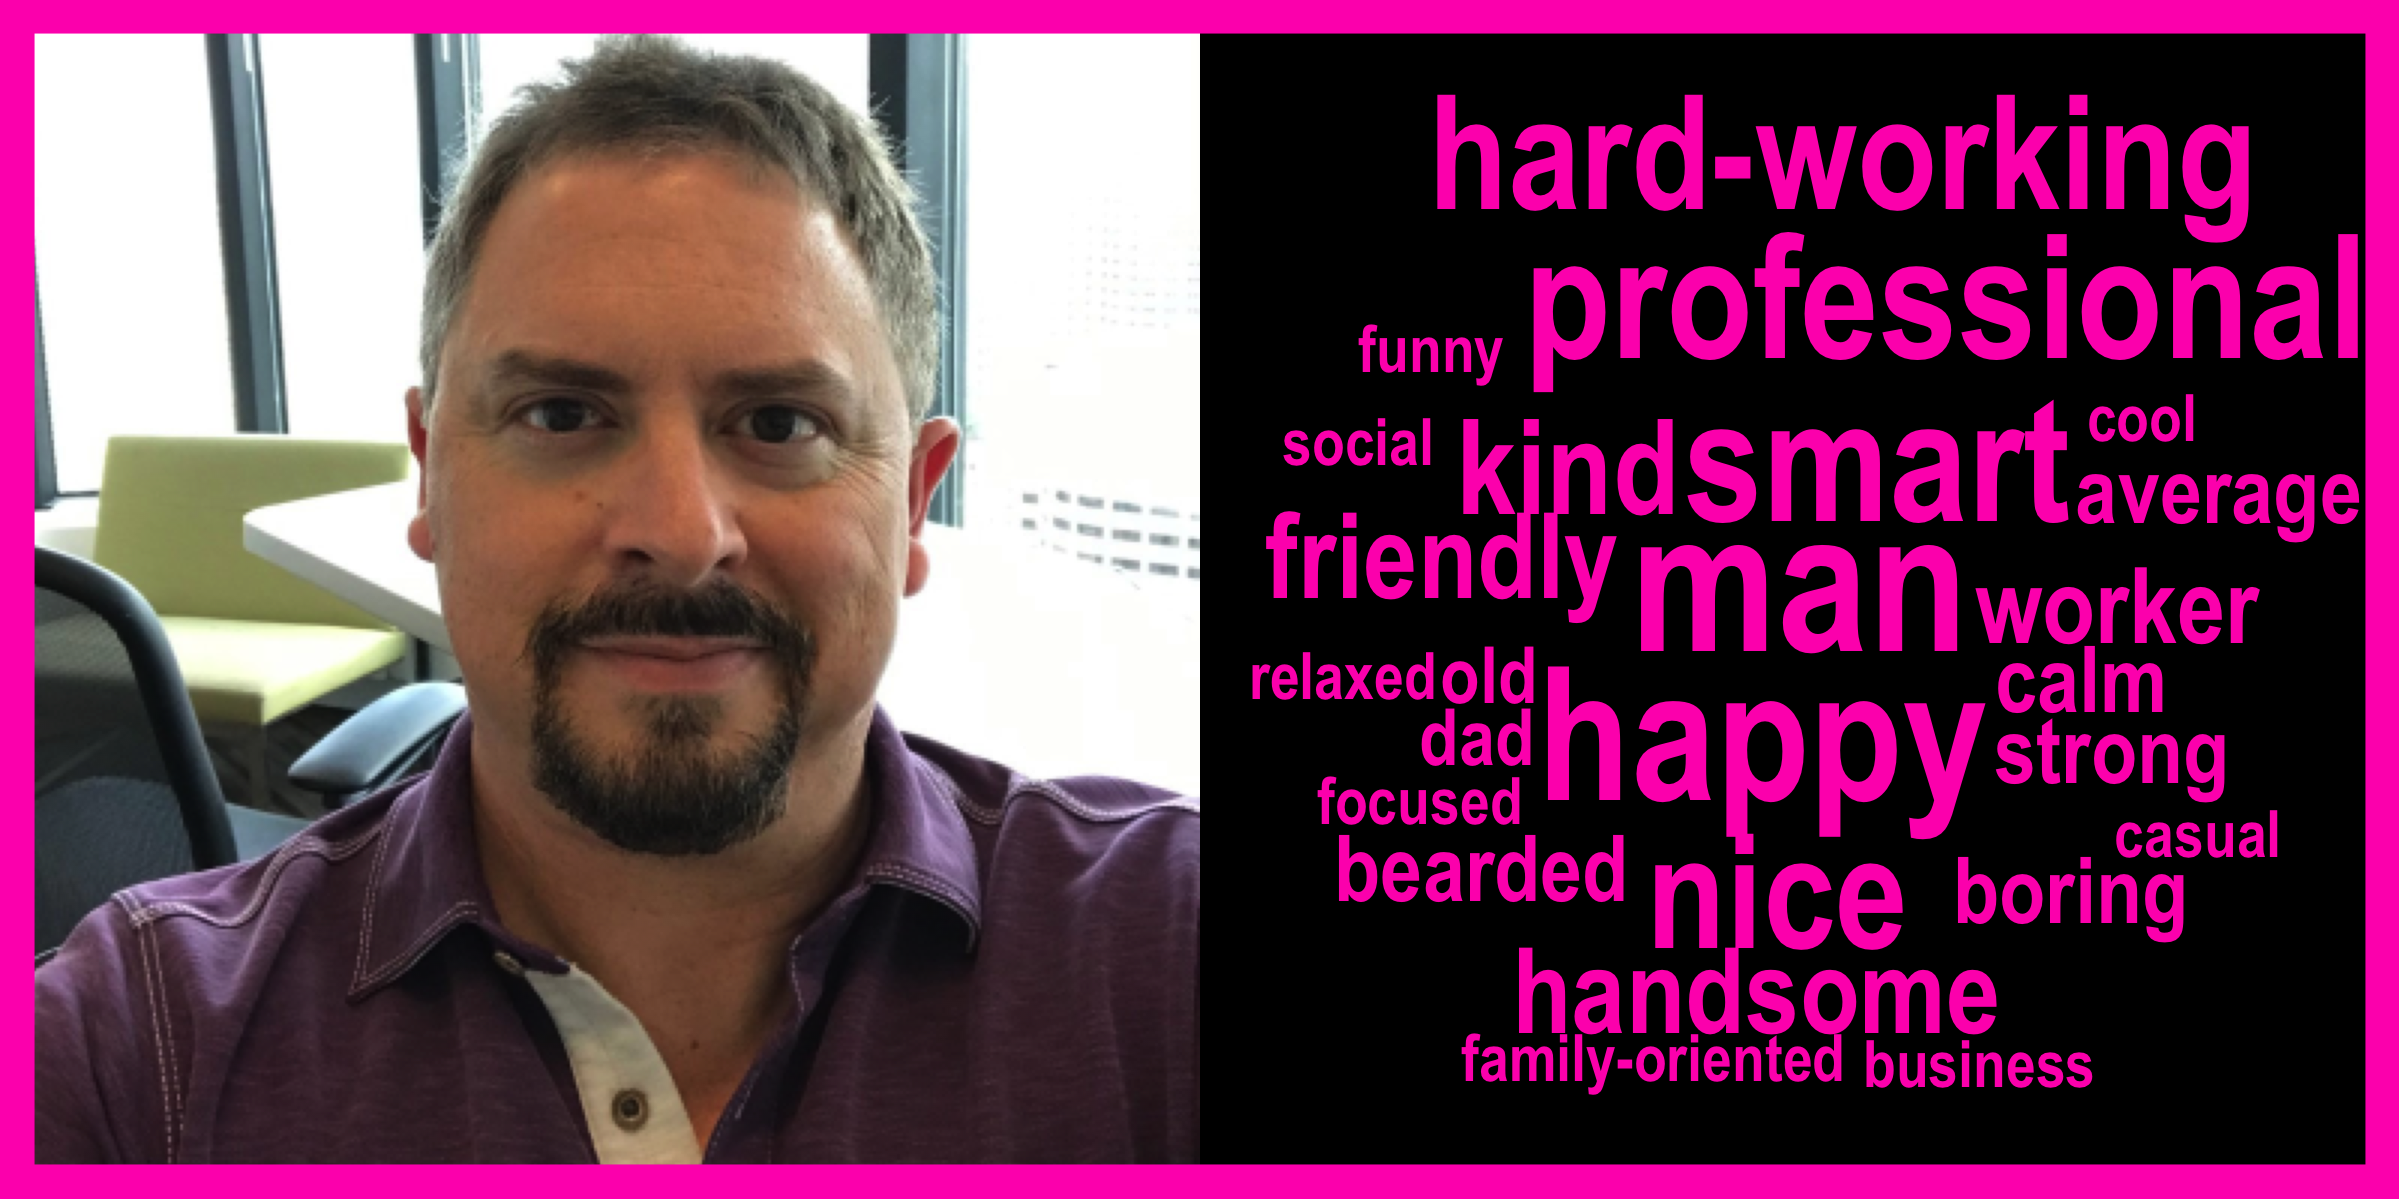 hard-working
professional
funny
cool
social kind smart
average
friendly man
worker
relaxed old happy calm
dad strong
focused
casual
bearded nice boring
handsome
family-oriented business